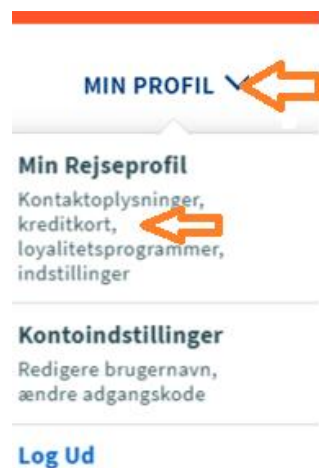 MIN PROFIL
Min Rejseprofil
Kontaktoplysninger,
kreditkort,
loyalitetsprogrammer,
indstillinger
Kontoindstillinger
Redigere brugernavn,
ændre adgangskode
Log Ud